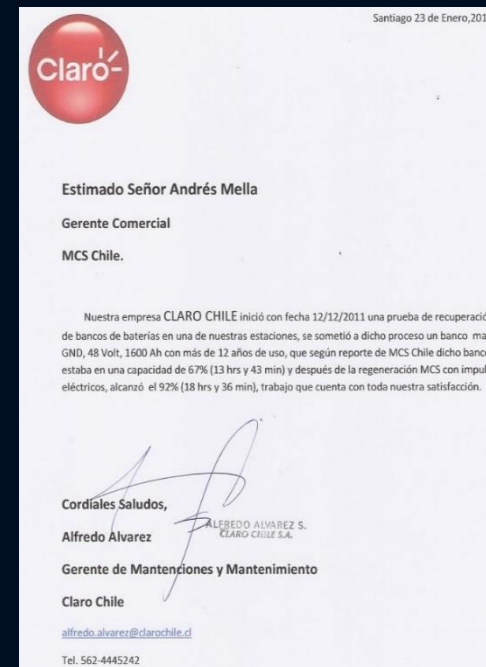 Santiago 23 de Enero,201
Claro
Estimado Señor Andrés Mella
Gerente Comercial
MCS Chile.
Nuestra empresa CLARO CHILE inició con fecha 12/12/2011 una prueba de recuperació
de bancos de baterías en una de nuestras estaciones, se sometió a dicho proceso un banco ma
GND, 48 Volt, 1600 Ah con más de 12 años de uso, que según reporte de MCS Chile dicho banco
estaba en una capacidad de 67% (13 hrs y 43 min) y después de la regeneración MCS con impul
eléctricos, alcanzó el 92% (18 hrs y 36 min), trabajo que cuenta con toda nuestra satisfacción.
Cordiales Saludos,
ALFREDO ALVAREZ S.
CLARO CHILE S.A.
Alfredo Alvarez
Gerente de Mantenciones y Mantenimiento
Claro Chile
alfredo.alvarez@clarochile.cl
Tel. 562-4445242